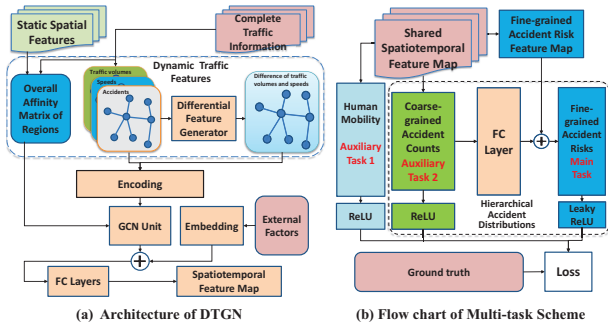 Static Spatial
Features
Complete Traffic
Information
Dynamic Traffic
Features
Overall
Affinity
Matrix of
Regions
Traffic volumes
Speeds
Accidents
Differential
Feature
Generator
Difference of traffic
volumes and speeds
Encoding
GCN Unit
Embedding
External
Factors
FC Layers
Spatiotemporal
Feature Map
(a) Architecture of DTGN
Shared
Spatiotemporal
Feature Map
Fine-grained
Accident Risk
Feature Map
Human
Mobility
Auxiliary
Task 1
Coarse-
grained
Accident
Counts
Auxiliary
Task 2
FC
Layer
Fine-
grained
Accident
Risks
Main
Task
Hierarchical
Accident
Distributions
ReLU
ReLU
Leaky
ReLU
Ground truth
Loss
(b) Flow chart of Multi-task Scheme